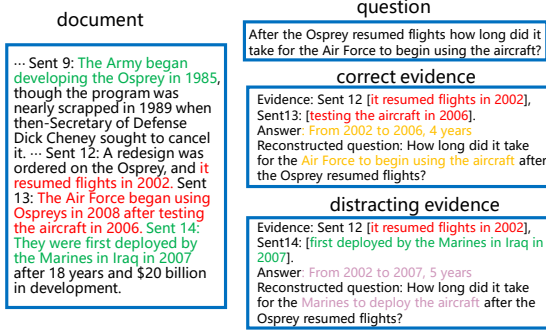 document
··· Sent 9: The Army began
developing the Osprey in 1985,
though the program was
nearly scrapped in 1989 when
then-Secretary of Defense
Dick Cheney sought to cancel
it. ··· Sent 12: A redesign was
ordered on the Osprey, and it
resumed flights in 2002. Sent
13: The Air Force began using
Ospreys in 2008 after testing
the aircraft in 2006. Sent 14:
They were first deployed by
the Marines in Iraq in 2007
after 18 years and $20 billion
in development.
question
After the Osprey resumed flights how long did it
take for the Air Force to begin using the aircraft?
correct evidence
Evidence: Sent 12 [it resumed flights in 2002],
Sent13: [testing the aircraft in 2006].
Answer: From 2002 to 2006, 4 years
Reconstructed question: How long did it take
for the Air Force to begin using the aircraft after
the Osprey resumed flights?
distracting evidence
Evidence: Sent 12 [it resumed flights in 2002],
Sent14: [first deployed by the Marines in Iraq in
2007].
Answer: From 2002 to 2007, 5 years
Reconstructed question: How long did it take
for the Marines to deploy the aircraft after the
Osprey resumed flights?